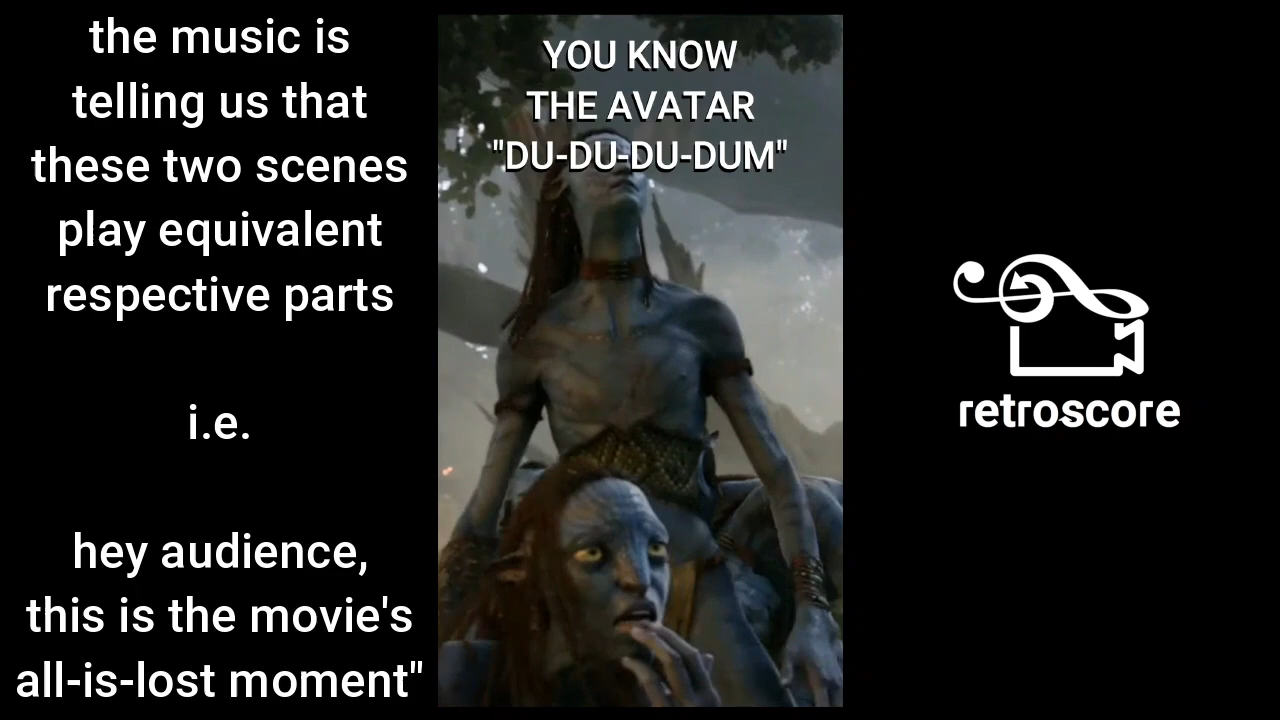 the music is
telling us that
these two scenes
play equivalent
respective parts
i.e.
hey audience,
this is the movie's
all-is-lost moment"
YOU KNOW
THE AVATAR
"DU-DU-DU-DUM"
retroscore